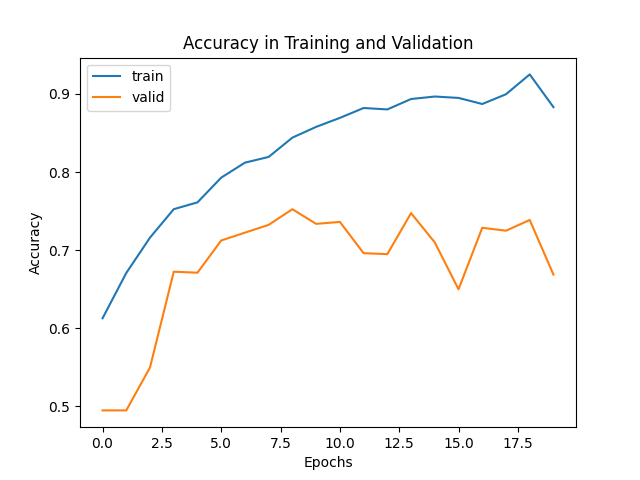 Accuracy in Training and Validation
train
valid
Accuracy
0.9
0.8
0.7
0.6
0.5
0.0 2.5 5.0 7.5 10.0 12.5 15.0 17.5
Epochs